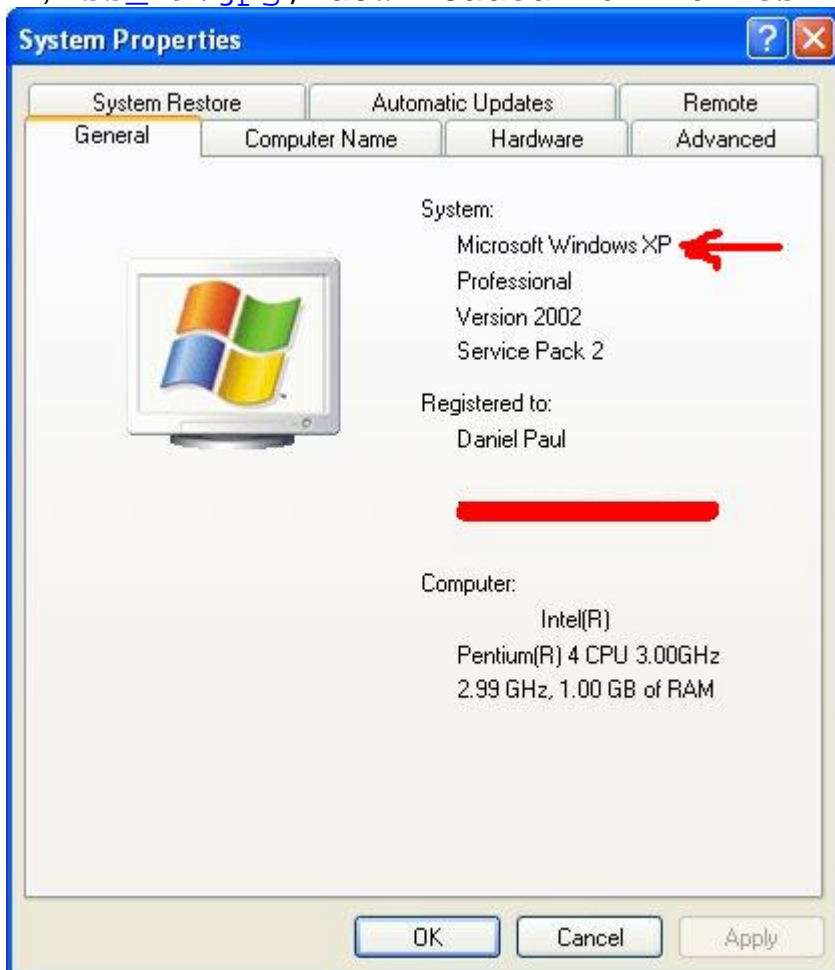 System Properties
System Restore Automatic Updates Remote
General Computer Name Hardware Advanced
System:
Microsoft Windows XP
Professional
Version 2002
Service Pack 2
Registered to:
Daniel Paul
Computer:
Intel(R)
Pentium(R) 4 CPU 3.00GHz
2.99 GHz, 1.00 GB of RAM
OK Cancel Apply